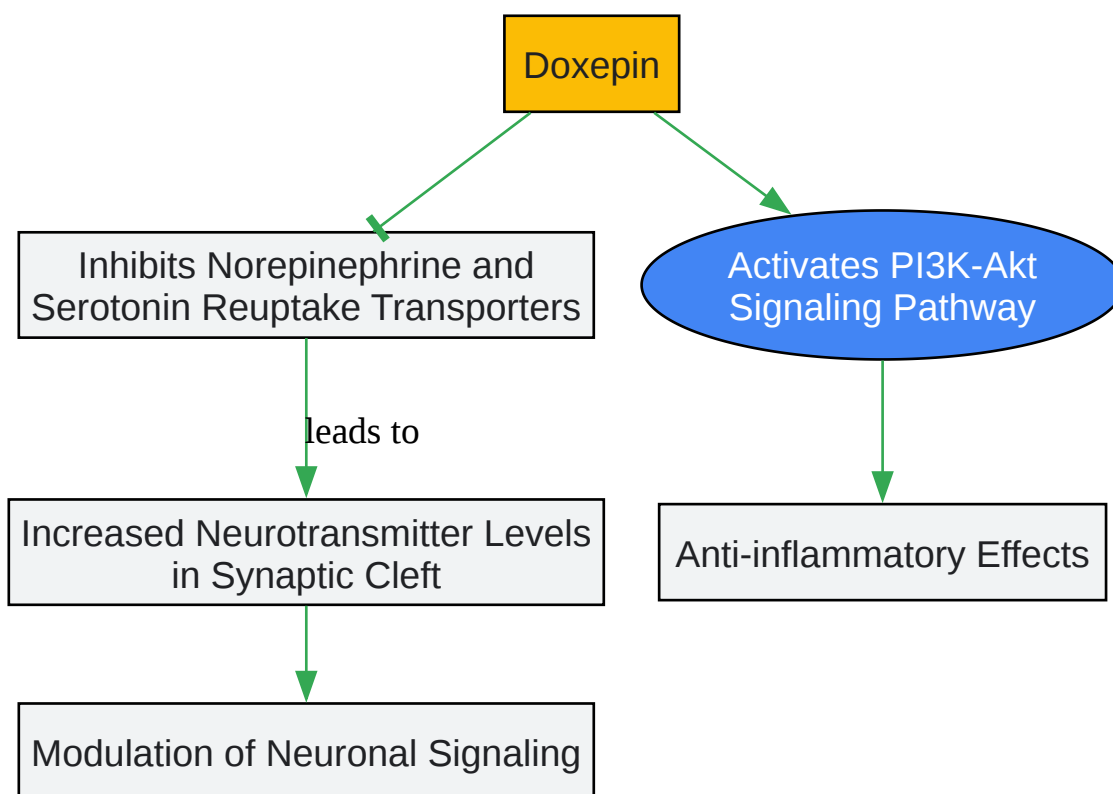 Doxepin
Inhibits Norepinephrine and
Serotonin Reuptake Transporters
Activates PI3K-Akt
Signaling Pathway
leads to
Increased Neurotransmitter Levels
in Synaptic Cleft
Anti-inflammatory Effects
Modulation of Neuronal Signaling